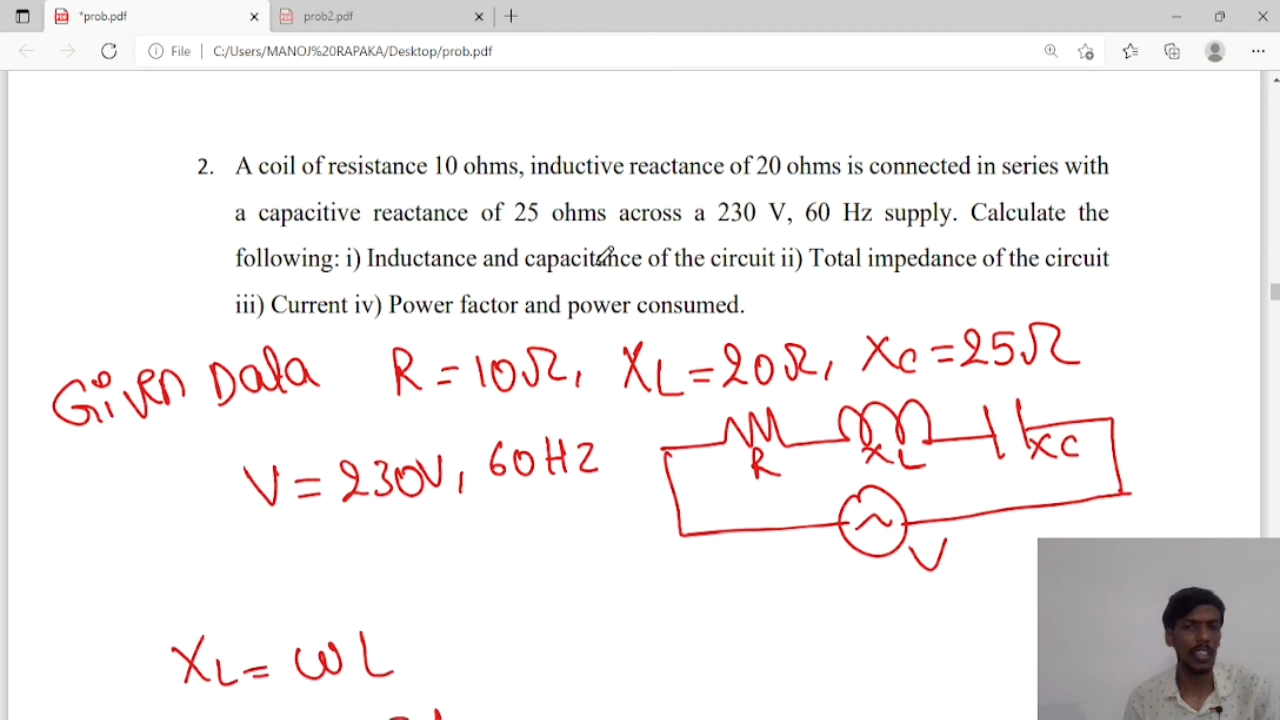 *prob.pdf
prob2.pdf
File
C:/Users/MANOJ%20RAPAKA/Desktop/prob.pdf
2. A coil of resistance 10 ohms, inductive reactance of 20 ohms is connected in series with
a capacitive reactance of 25 ohms across a 230 V, 60 Hz supply. Calculate the
following: i) Inductance and capacitance of the circuit ii) Total impedance of the circuit
iii) Current iv) Power factor and power consumed.
Given Data R = 10Ω, XL = 20Ω, XC = 25Ω
V = 230V, 60HZ
R XL XC
V
XL = ωL